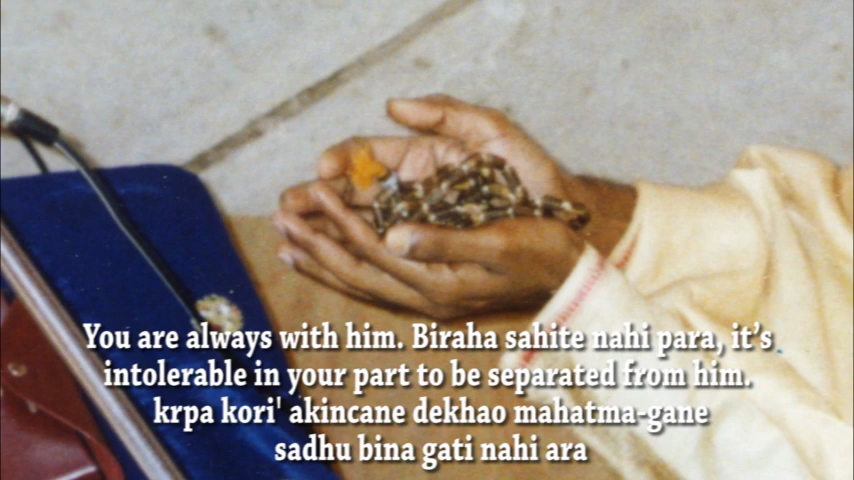 You are always with him. Biraha sahite nahi para, it's
intolerable in your part to be separated from him.
krpa kori' akincane dekhao mahatma-gane
sadhu bina gati nahi ara